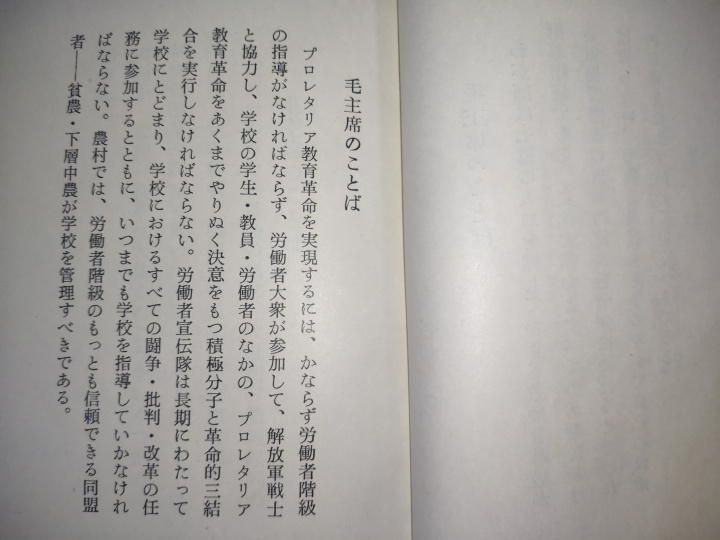 毛主席のことば
プロレタリア教育革命を実現するには、かならず労働者階級
の指導がなければならず、労働者大衆が参加して、解放軍戦士
と協力し、学校の学生・教員・労働者のなかの、プロレタリア
教育革命をあくまでやりぬく決意をもつ積極分子と革命的三結
合を実行しなければならない。労働者宣伝隊は長期にわたって
学校にとどまり、学校におけるすべての闘争・批判・改革の任
務に参加するとともに、いつまでも学校を指導していかなけれ
ばならない。農村では、労働者階級のもっとも信頼できる同盟
者――貧農・下層中農が学校を管理すべきである。